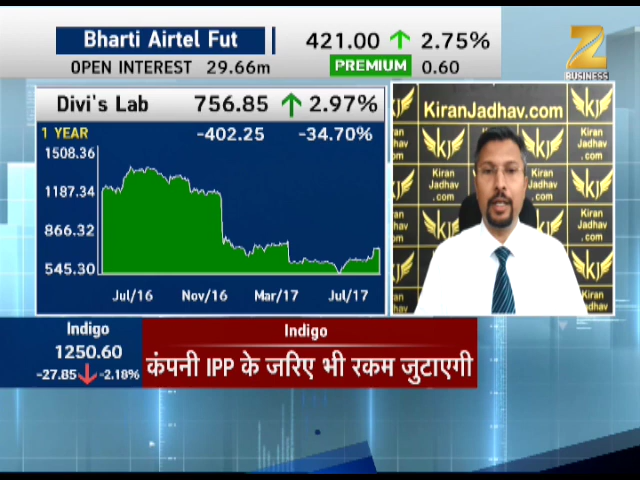 Bharti Airtel Fut
421.00 2.75%
OPEN INTEREST 29.66m
PREMIUM 0.60
Z
BUSINESS
Divi's Lab 756.85 2.97%
1 YEAR -402.25 -34.70%
1508.36
1187.34
866.32
545.30
Jul/16 Nov/16 Mar/17 Jul/17
KiranJadhav.com
Kiran
Jadhav
.com
Indigo
1250.60
-27.85 -2.18%
Indigo
कंपनी IPP के जरिए भी रकम जुटाएगी